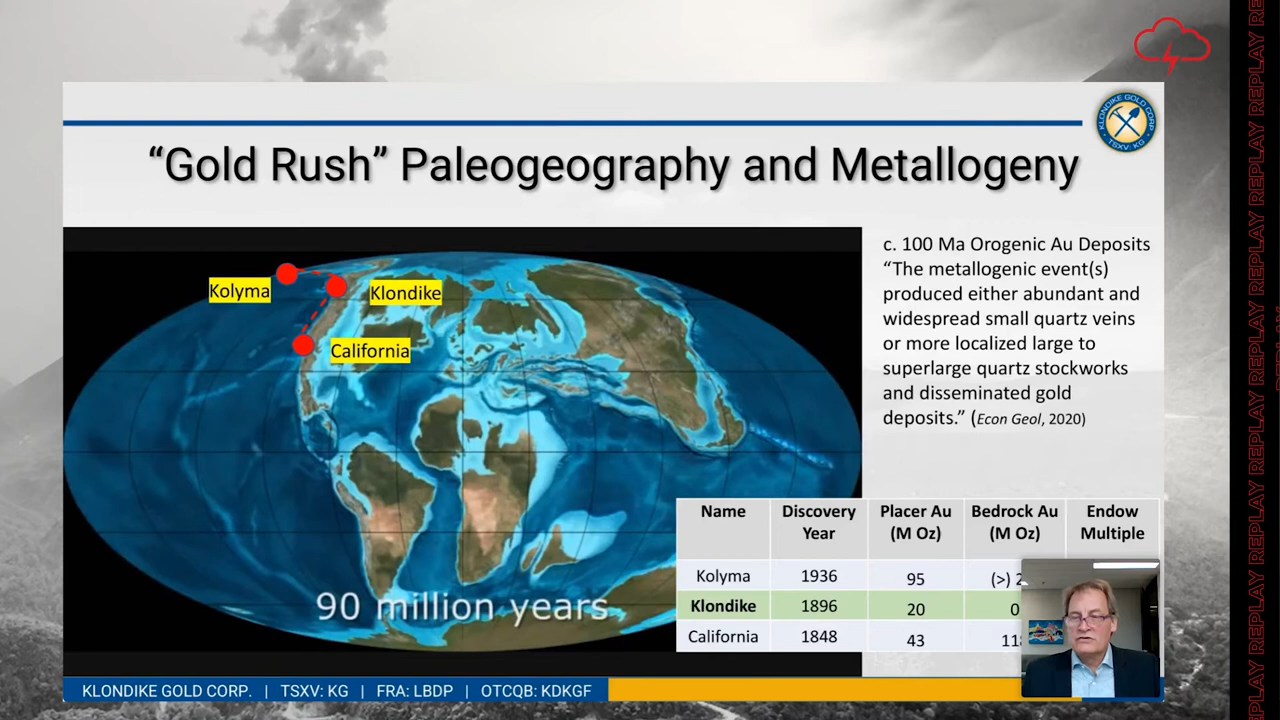 “Gold Rush” Paleogeography and Metallogeny
KLONDIKE GOLD CORP
TSXV: KG
Kolyma
Klondike
California
90 million years
c. 100 Ma Orogenic Au Deposits
“The metallogenic event(s)
produced either abundant and
widespread small quartz veins
or more localized large to
superlarge quartz stockworks
and disseminated gold
deposits.” (Econ Geol, 2020)
Name Discovery Year Placer Au (M Oz) Bedrock Au (M Oz) Endow Multiple
Kolyma 1936 95 (>)
Klondike 1896 20
California 1848 43
KLONDIKE GOLD CORP. | TSXV: KG | FRA: LBDP | OTCQB: KDKGF
REPLAY REPLAY REPLAY REPLAY REPLAY REPLAY REPLAY REPLAY